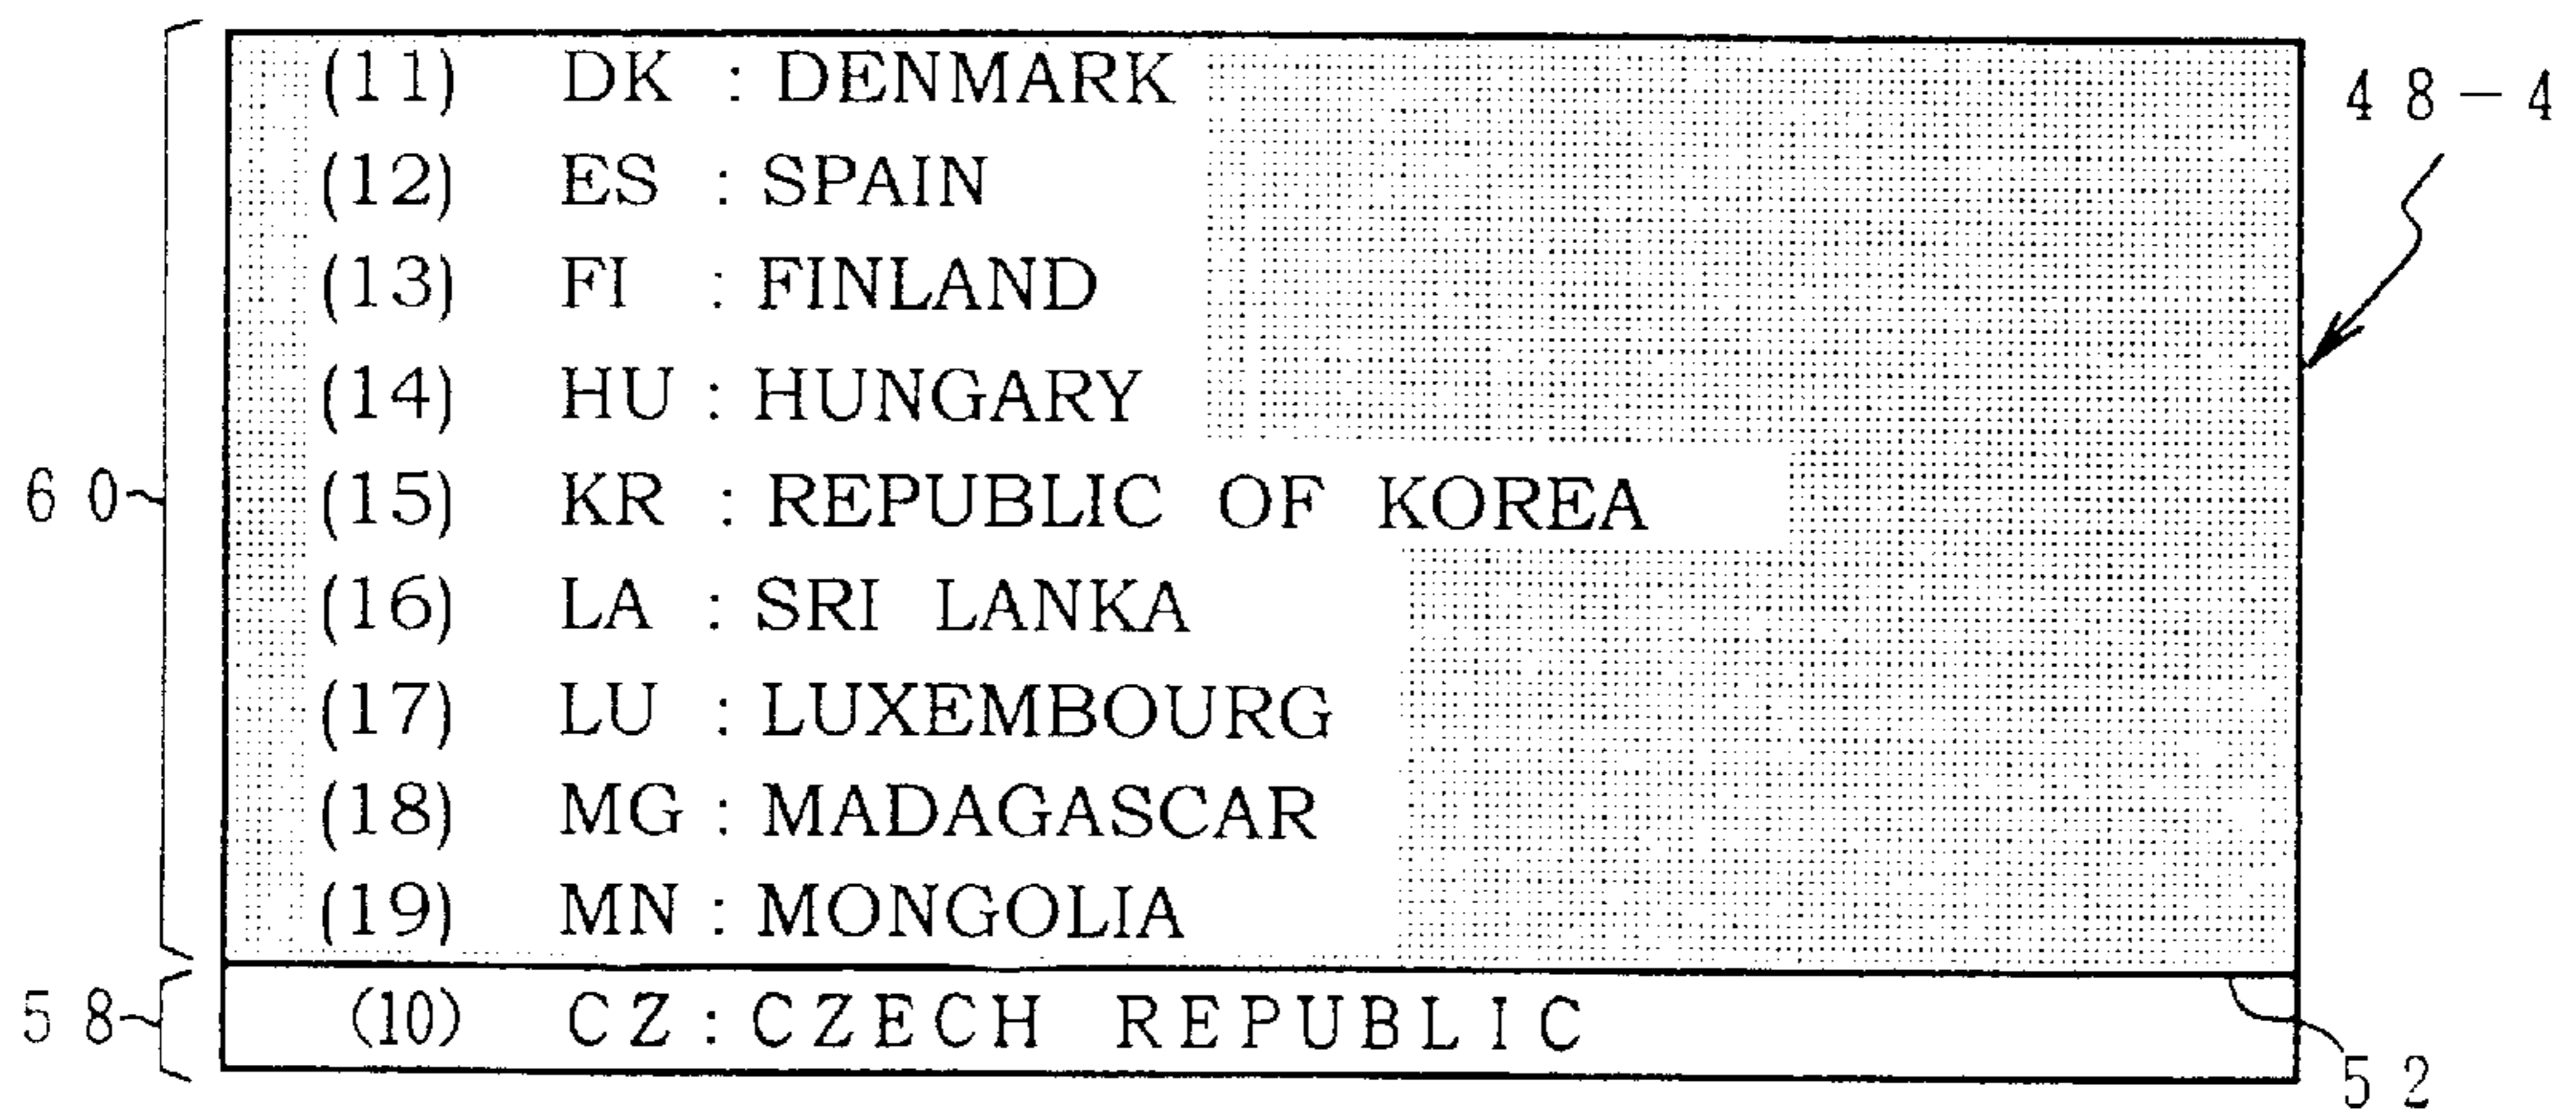 (11) DK : DENMARK
48-4
(12) ES : SPAIN
(13) FI : FINLAND
(14) HU : HUNGARY
60
(15) KR : REPUBLIC OF KOREA
(16) LA : SRI LANKA
(17) LU : LUXEMBOURG
(18) MG : MADAGASCAR
(19) MN : MONGOLIA
58
(10) CZ : CZECH REPUBLIC
52